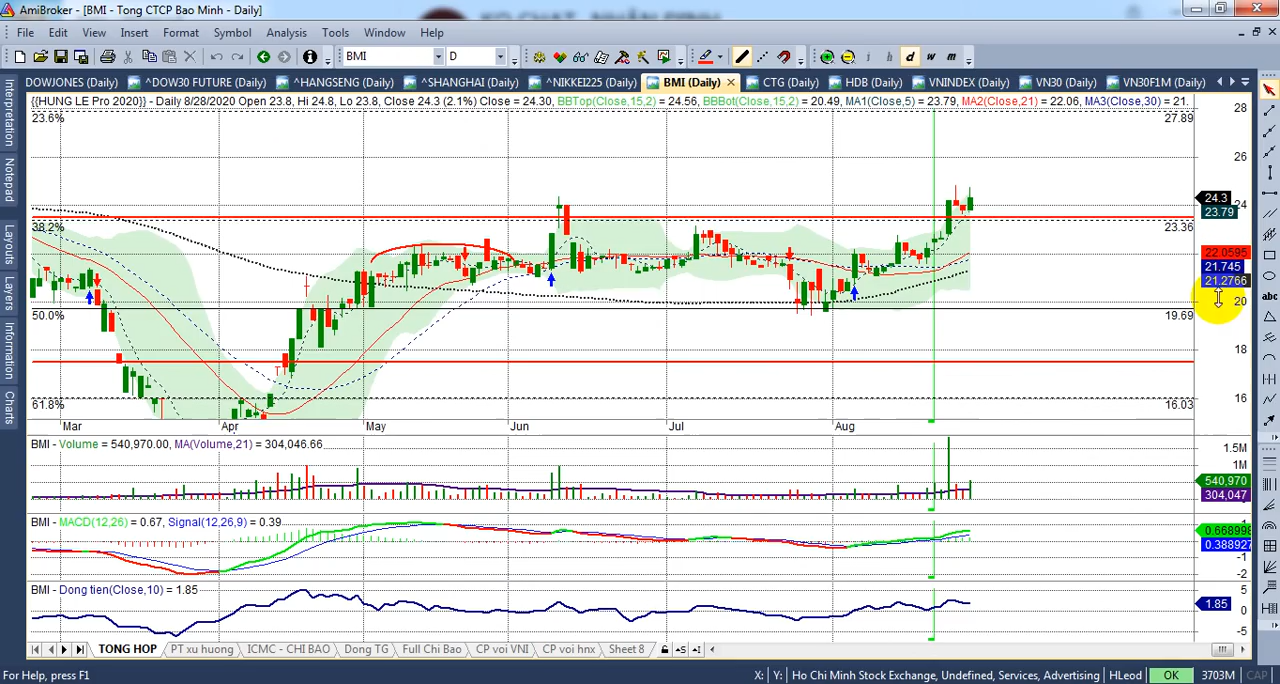 AmiBroker - [BMI - Tong CTCP Bao Minh - Daily]
File Edit View Insert Format Symbol Analysis Tools Window Help
BMI D i h d w m
DOWJONES (Daily) ^DOW30 FUTURE (Daily) ^HANGSENG (Daily) ^SHANGHAI (Daily) ^NIKKEI225 (Daily) BMI (Daily) CTG (Daily) HDB (Daily) VNINDEX (Daily) VN30 (Daily) VN30F1M (Daily)
{{HUNG LE Pro 2020}} - Daily 8/28/2020 Open 23.8, Hi 24.8, Lo 23.8, Close 24.3 (2.1%) Close = 24.30, BBTop(Close,15,2) = 24.56, BBBot(Close,15,2) = 20.49, MA1(Close,5) = 23.79, MA2(Close,21) = 22.06, MA3(Close,30) = 21.
Interpretation
Notepad
Layouts
Layers
Information
Charts
abc
28
23.6% 27.89
26
24.3
24
23.79
38.2% 23.36
22.0595
21.745
21.2766
20
50.0% 19.69
18
61.8% 16.03
16
Mar Apr May Jun Jul Aug
BMI - Volume = 540,970.00, MA(Volume,21) = 304,046.66
1.5M
1M
540,970
304,047
BMI - MACD(12,26) = 0.67, Signal(12,26,9) = 0.39
0.668998
0.388927
-1
-2
BMI - Dong tien(Close,10) = 1.85
5
1.85
0
-5
TONG HOP PT xu huong ICMC - CHI BAO Dong TG Full Chi Bao CP voi VNI CP voi hnx Sheet 8
For Help, press F1 X: Y: Ho Chi Minh Stock Exchange, Undefined, Services, Advertising HLeod OK 3703M CAP